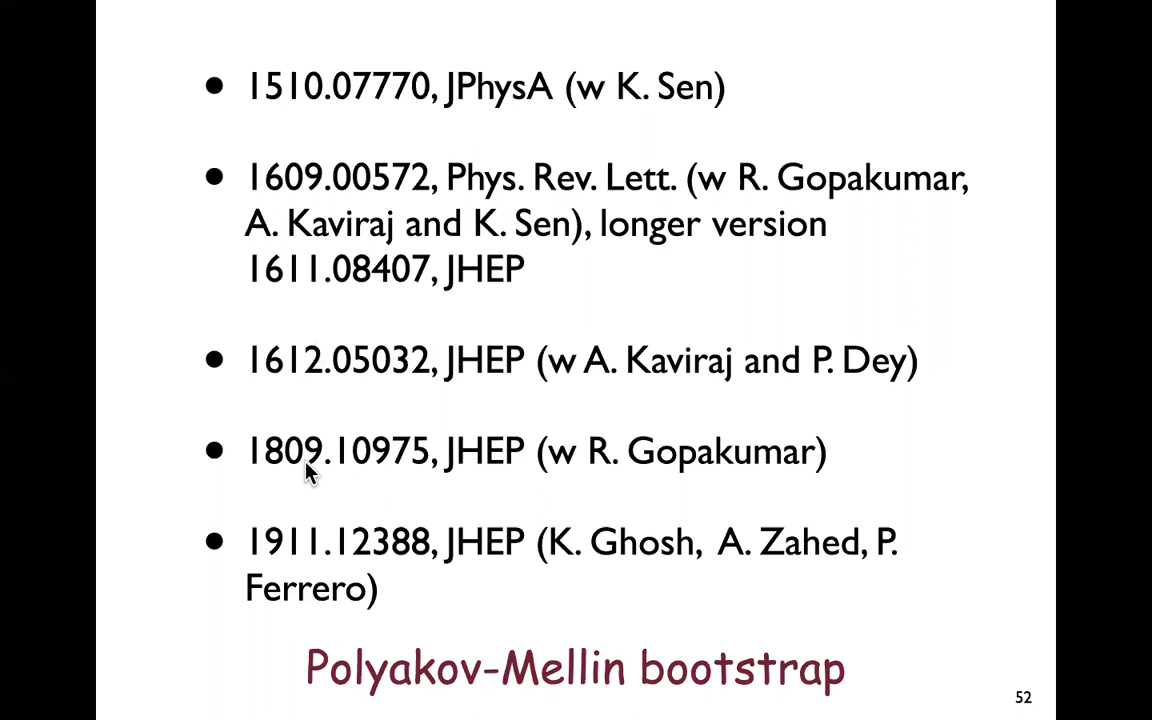 • 1510.07770, JPhysA (w K. Sen)
• 1609.00572, Phys. Rev. Lett. (w R. Gopakumar,
A. Kaviraj and K. Sen), longer version
1611.08407, JHEP
• 1612.05032, JHEP (w A. Kaviraj and P. Dey)
• 1809.10975, JHEP (w R. Gopakumar)
• 1911.12388, JHEP (K. Ghosh, A. Zahed, P.
Ferrero)
Polyakov-Mellin bootstrap
52